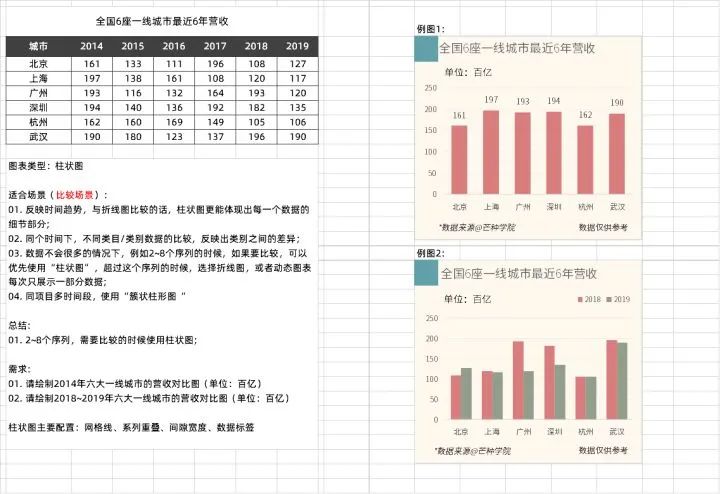 全国6座一线城市最近6年营收
城市 2014 2015 2016 2017 2018 2019
北京 161 133 111 196 108 127
上海 197 138 161 108 120 117
广州 193 116 132 164 193 120
深圳 194 140 136 192 182 135
杭州 162 160 169 149 105 106
武汉 190 180 123 137 196 190
图表类型：柱状图
适合场景（比较场景）：
01. 反映时间趋势，与折线图比较的话，柱状图更能体现出每一个数据的
细节部分；
02. 同个时间下，不同类目/类别数据的比较，反映出类别之间的差异；
03. 数据不会很多的情况下，例如2~8个序列的时候，如果要比较，可以
优先使用“柱状图”，超过这个序列的时候，选择折线图，或者动态图表
每次只展示一部分数据；
04. 同项目多时间段，使用“簇状柱形图“
总结：
01. 2~8个序列，需要比较的时候使用柱状图；
需求：
01. 请绘制2014年六大一线城市的营收对比图（单位：百亿）
02. 请绘制2018~2019年六大一线城市的营收对比图（单位：百亿）
柱状图主要配置：网格线、系列重叠、间隙宽度、数据标签
例图1：
全国6座一线城市最近6年营收
单位：百亿
250
200
150
100
50
0
161 197 193 194 162 190
北京 上海 广州 深圳 杭州 武汉
*数据来源@芒种学院 数据仅供参考
例图2：
全国6座一线城市最近6年营收
单位：百亿 2018 2019
250
200
150
100
50
0
北京 上海 广州 深圳 杭州 武汉
*数据来源@芒种学院 数据仅供参考